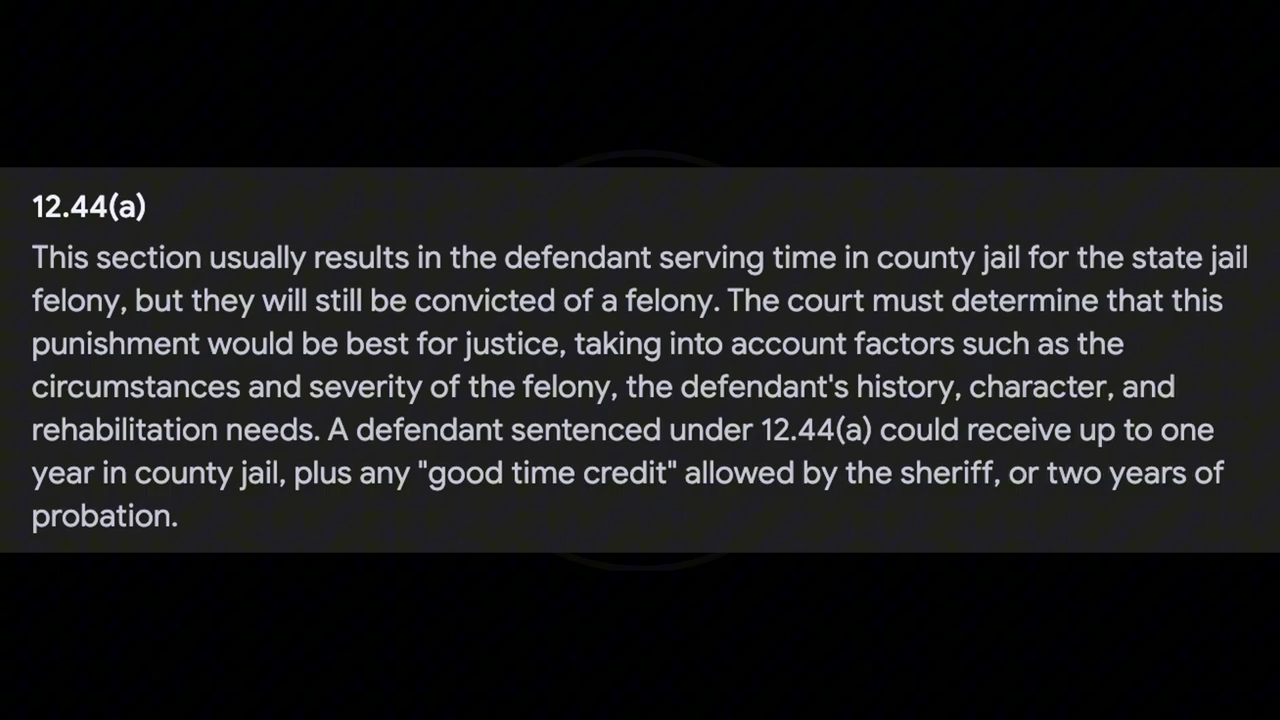 12.44(a)
This section usually results in the defendant serving time in county jail for the state jail
felony, but they will still be convicted of a felony. The court must determine that this
punishment would be best for justice, taking into account factors such as the
circumstances and severity of the felony, the defendant's history, character, and
rehabilitation needs. A defendant sentenced under 12.44(a) could receive up to one
year in county jail, plus any "good time credit" allowed by the sheriff, or two years of
probation.